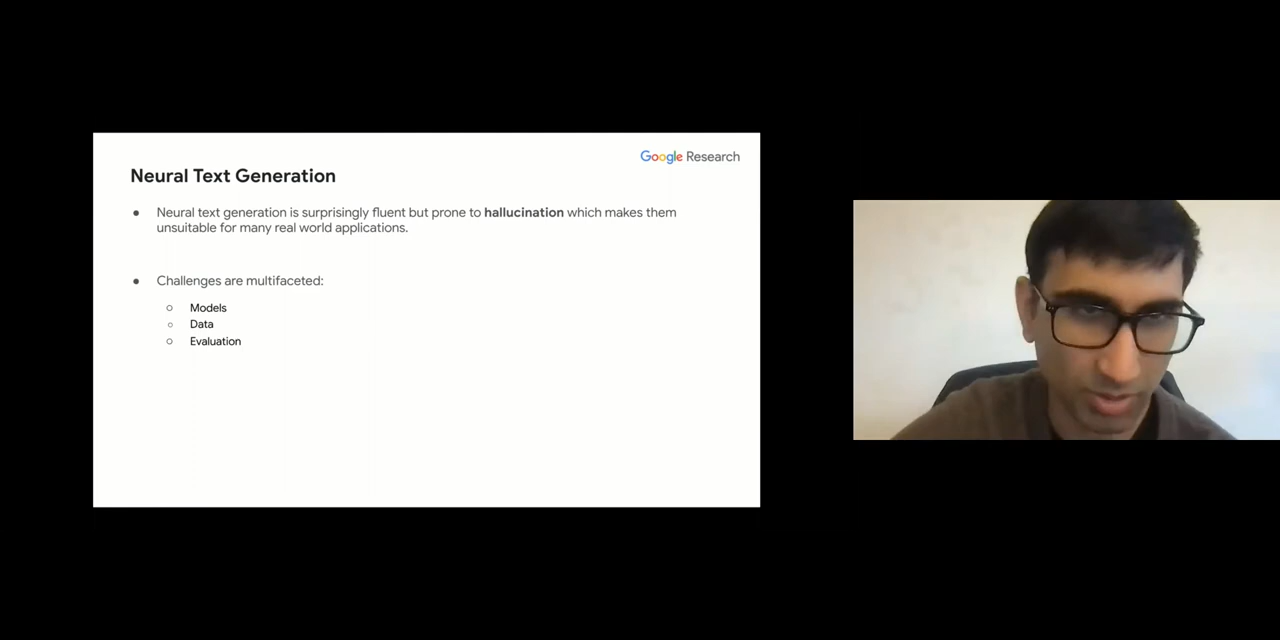 Google Research
Neural Text Generation
● Neural text generation is surprisingly fluent but prone to hallucination which makes them
unsuitable for many real world applications.
● Challenges are multifaceted:
○ Models
○ Data
○ Evaluation